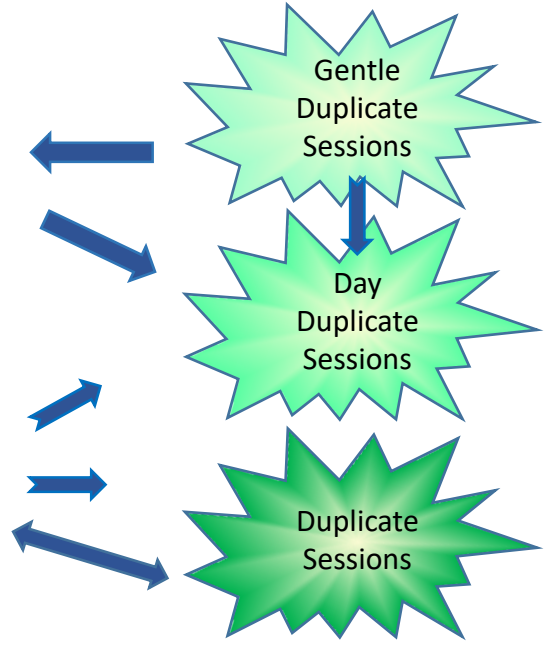 Gentle
Duplicate
Sessions
Day
Duplicate
Sessions
Duplicate
Sessions